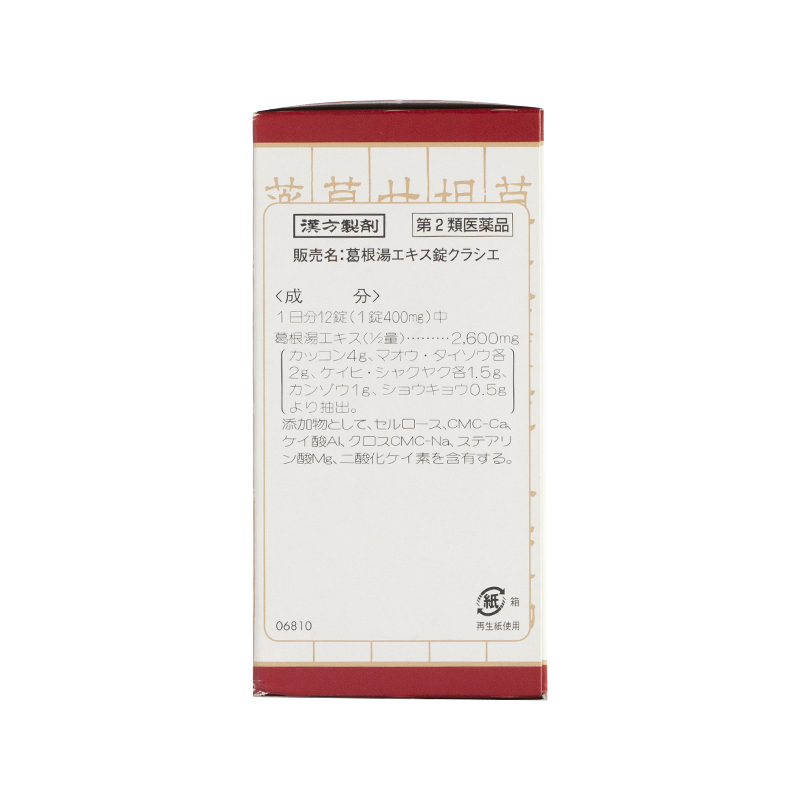 薬草廿根草
漢方製剤 第2類医薬品
販売名:葛根湯エキス錠クラシエ
〈成 分〉
1日分12錠(1錠400mg)中
葛根湯エキス(1/2量)………2,600mg
カッコン4g、マオウ・タイソウ各
2g、ケイヒ・シャクヤク各1.5g、
カンゾウ1g、ショウキョウ0.5g
より抽出。
添加物として、セルロース、CMC-Ca、
ケイ酸Al、クロスCMC-Na、ステアリ
ン酸Mg、二酸化ケイ素を含有する。
紙 箱
06810 再生紙使用